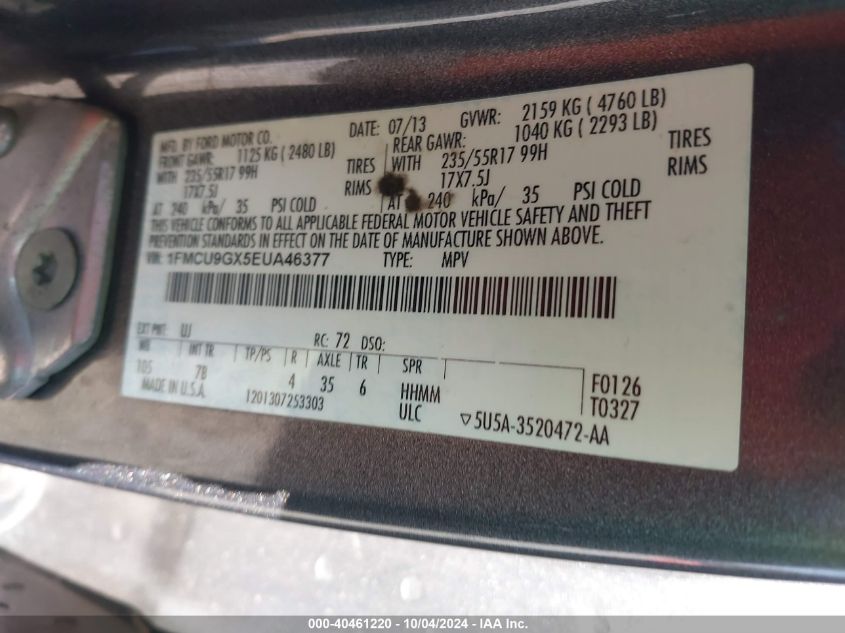 MFD. BY FORD MOTOR CO.
DATE: 07/13 GVWR: 2159 KG ( 4760 LB)
FRONT GAWR: 1125 KG ( 2480 LB) REAR GAWR: 1040 KG ( 2293 LB)
WITH 235/55R17 99H TIRES WITH 235/55R17 99H TIRES
17X7.5J RIMS 17X7.5J RIMS
AT 240 kPa/ 35 PSI COLD AT 240 kPa/ 35 PSI COLD
THIS VEHICLE CONFORMS TO ALL APPLICABLE FEDERAL MOTOR VEHICLE SAFETY AND THEFT
PREVENTION STANDARDS IN EFFECT ON THE DATE OF MANUFACTURE SHOWN ABOVE.
VIN: 1FMCU9GX5EUA46377 TYPE: MPV
EXT PNT: UJ RC: 72 DSO:
WB INT TR TP/PS R AXLE TR SPR
105 7B 4 35 6 HHMM F0126
MADE IN U.S.A. 1201307253303 ULC T0327
▽5U5A-3520472-AA
000-40461220 - 10/04/2024 - IAA Inc.